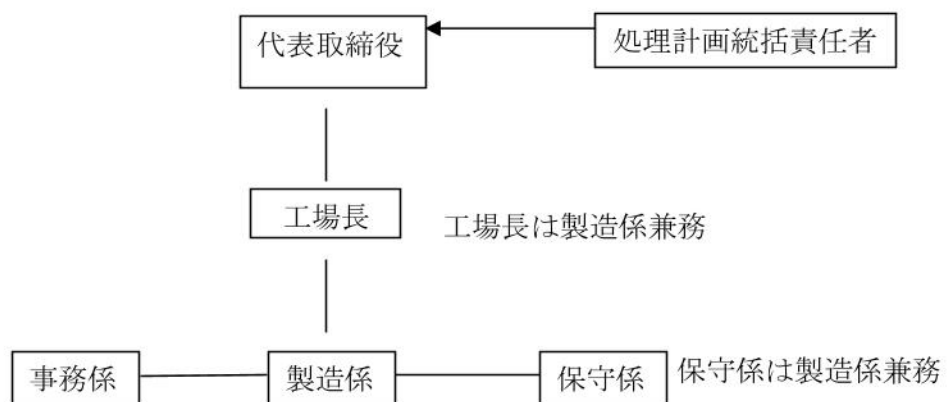 代表取締役
処理計画統括責任者
工場長
工場長は製造係兼務
事務係
製造係
保守係
保守係は製造係兼務